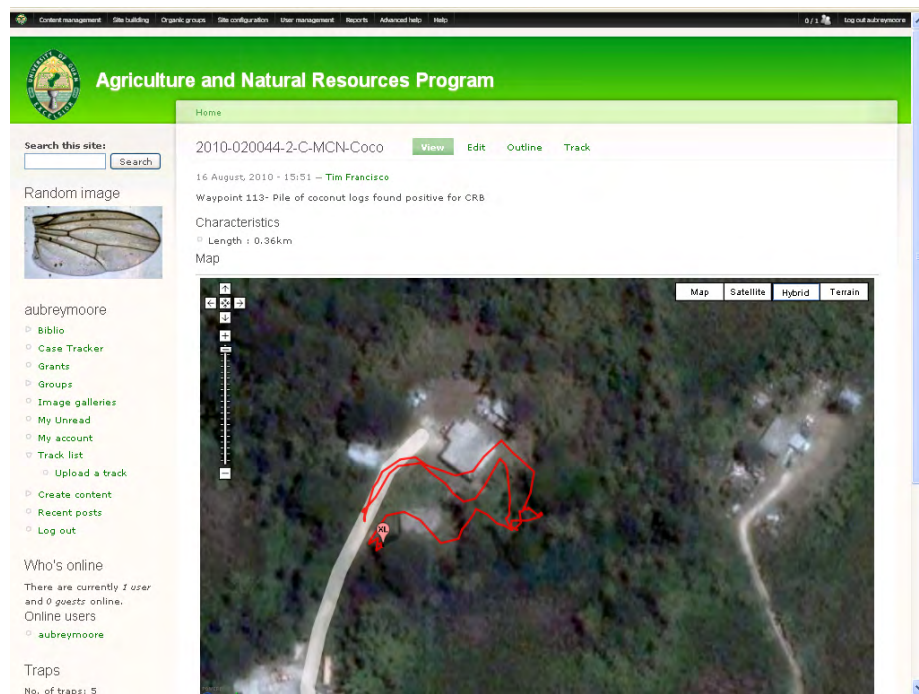 Content management Site building Organic groups Site configuration User management Reports Advanced help Help 0 / 1 Log out aubreymoore
UNIVERSITY OF GUAM
EXCELSIOR
Agriculture and Natural Resources Program
Home
Search this site:
Search
Random image
aubreymoore
Biblio
Case Tracker
Grants
Groups
Image galleries
My Unread
My account
Track list
Upload a track
Create content
Recent posts
Log out
Who's online
There are currently 1 user
and 0 guests online.
Online users
aubreymoore
Traps
No. of traps: 5
2010-020044-2-C-MCN-Coco View Edit Outline Track
16 August, 2010 - 15:51 — Tim Francisco
Waypoint 113- Pile of coconut logs found positive for CRB
Characteristics
Length : 0.36km
Map
Map Satellite Hybrid Terrain
XL